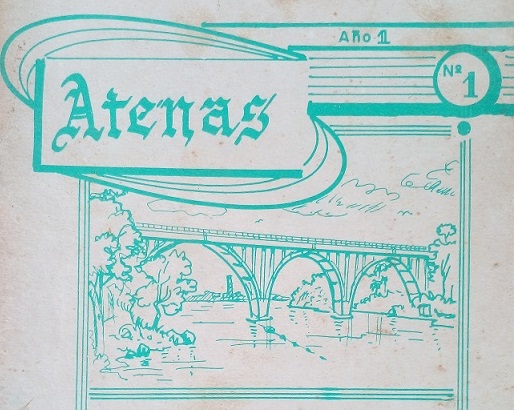 Año 1
Nº 1
Atenas